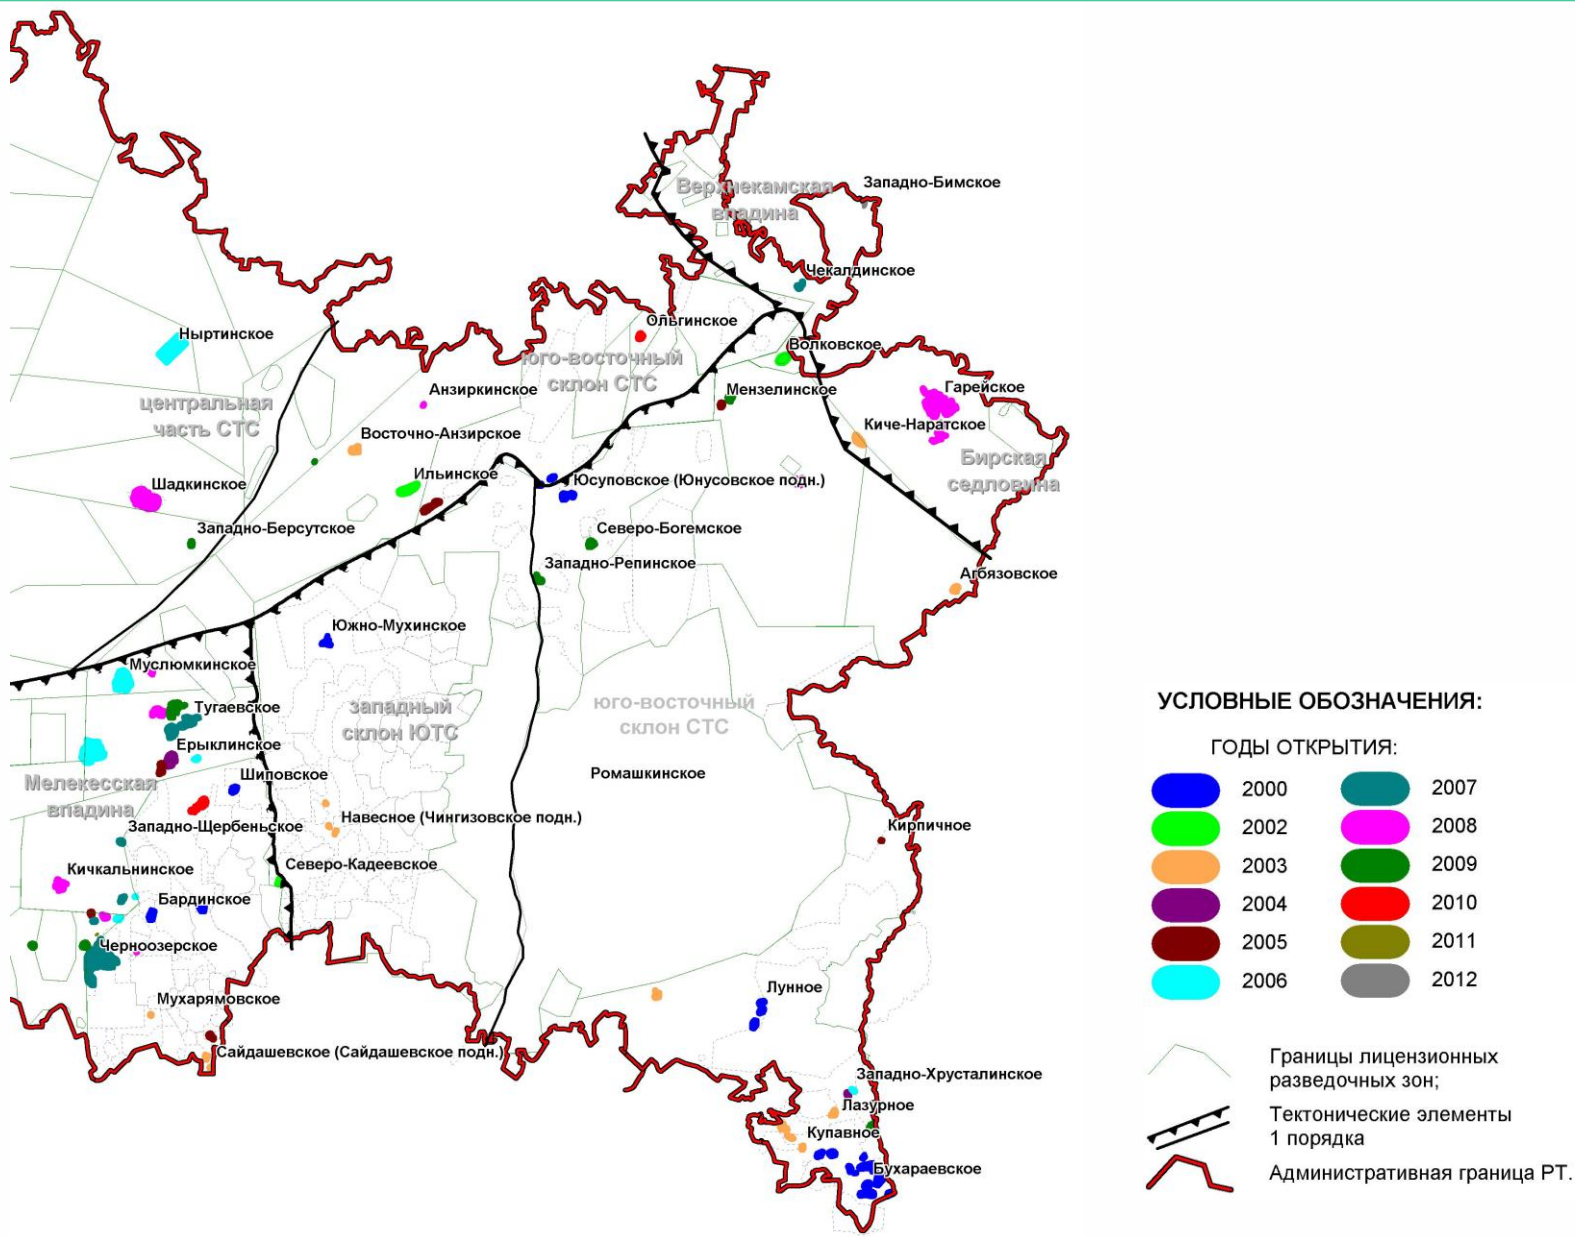 Западно-Бимское
Верхнекамская
впадина
Чекалдинское
Ольгинское
Ныртинское
Волковское
юго-восточный
склон СТС
Анзиркинское
Мензелинское
Гарейское
центральная
часть СТС
Киче-Наратское
Восточно-Анзирское
Бирская
седловина
Ильинское
Юсуповское (Юнусовское подн.)
Шадкинское
Западно-Берсутское
Северо-Богемское
Западно-Репинское
Агбязовское
Южно-Мухинское
Муслюмкинское
Тугаевское
западный
склон ЮТС
юго-восточный
склон СТС
Ерыклинское
Шиповское
Ромашкинское
Мелекесская
впадина
Западно-Щербеньское
Навесное (Чингизовское подн.)
Кирпичное
Кичкальнинское
Северо-Кадеевское
Бардинское
Черноозерское
Лунное
Мухарямовское
Сайдашевское (Сайдашевское подн.)
Западно-Хрусталинское
Лазурное
Купавное
Бухараевское
УСЛОВНЫЕ ОБОЗНАЧЕНИЯ:
ГОДЫ ОТКРЫТИЯ:
2000 2007
2002 2008
2003 2009
2004 2010
2005 2011
2006 2012
Границы лицензионных
разведочных зон;
Тектонические элементы
1 порядка
Административная граница РТ.